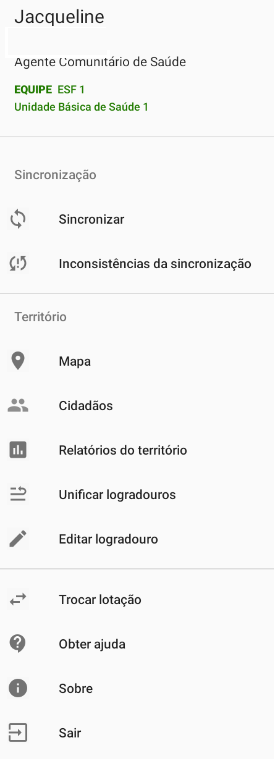 Jacqueline
Agente Comunitário de Saúde
EQUIPE ESF 1
Unidade Básica de Saúde 1
Sincronização
Sincronizar
Inconsistências da sincronização
Território
Mapa
Cidadãos
Relatórios do território
Unificar logradouros
Editar logradouro
Trocar lotação
Obter ajuda
Sobre
Sair